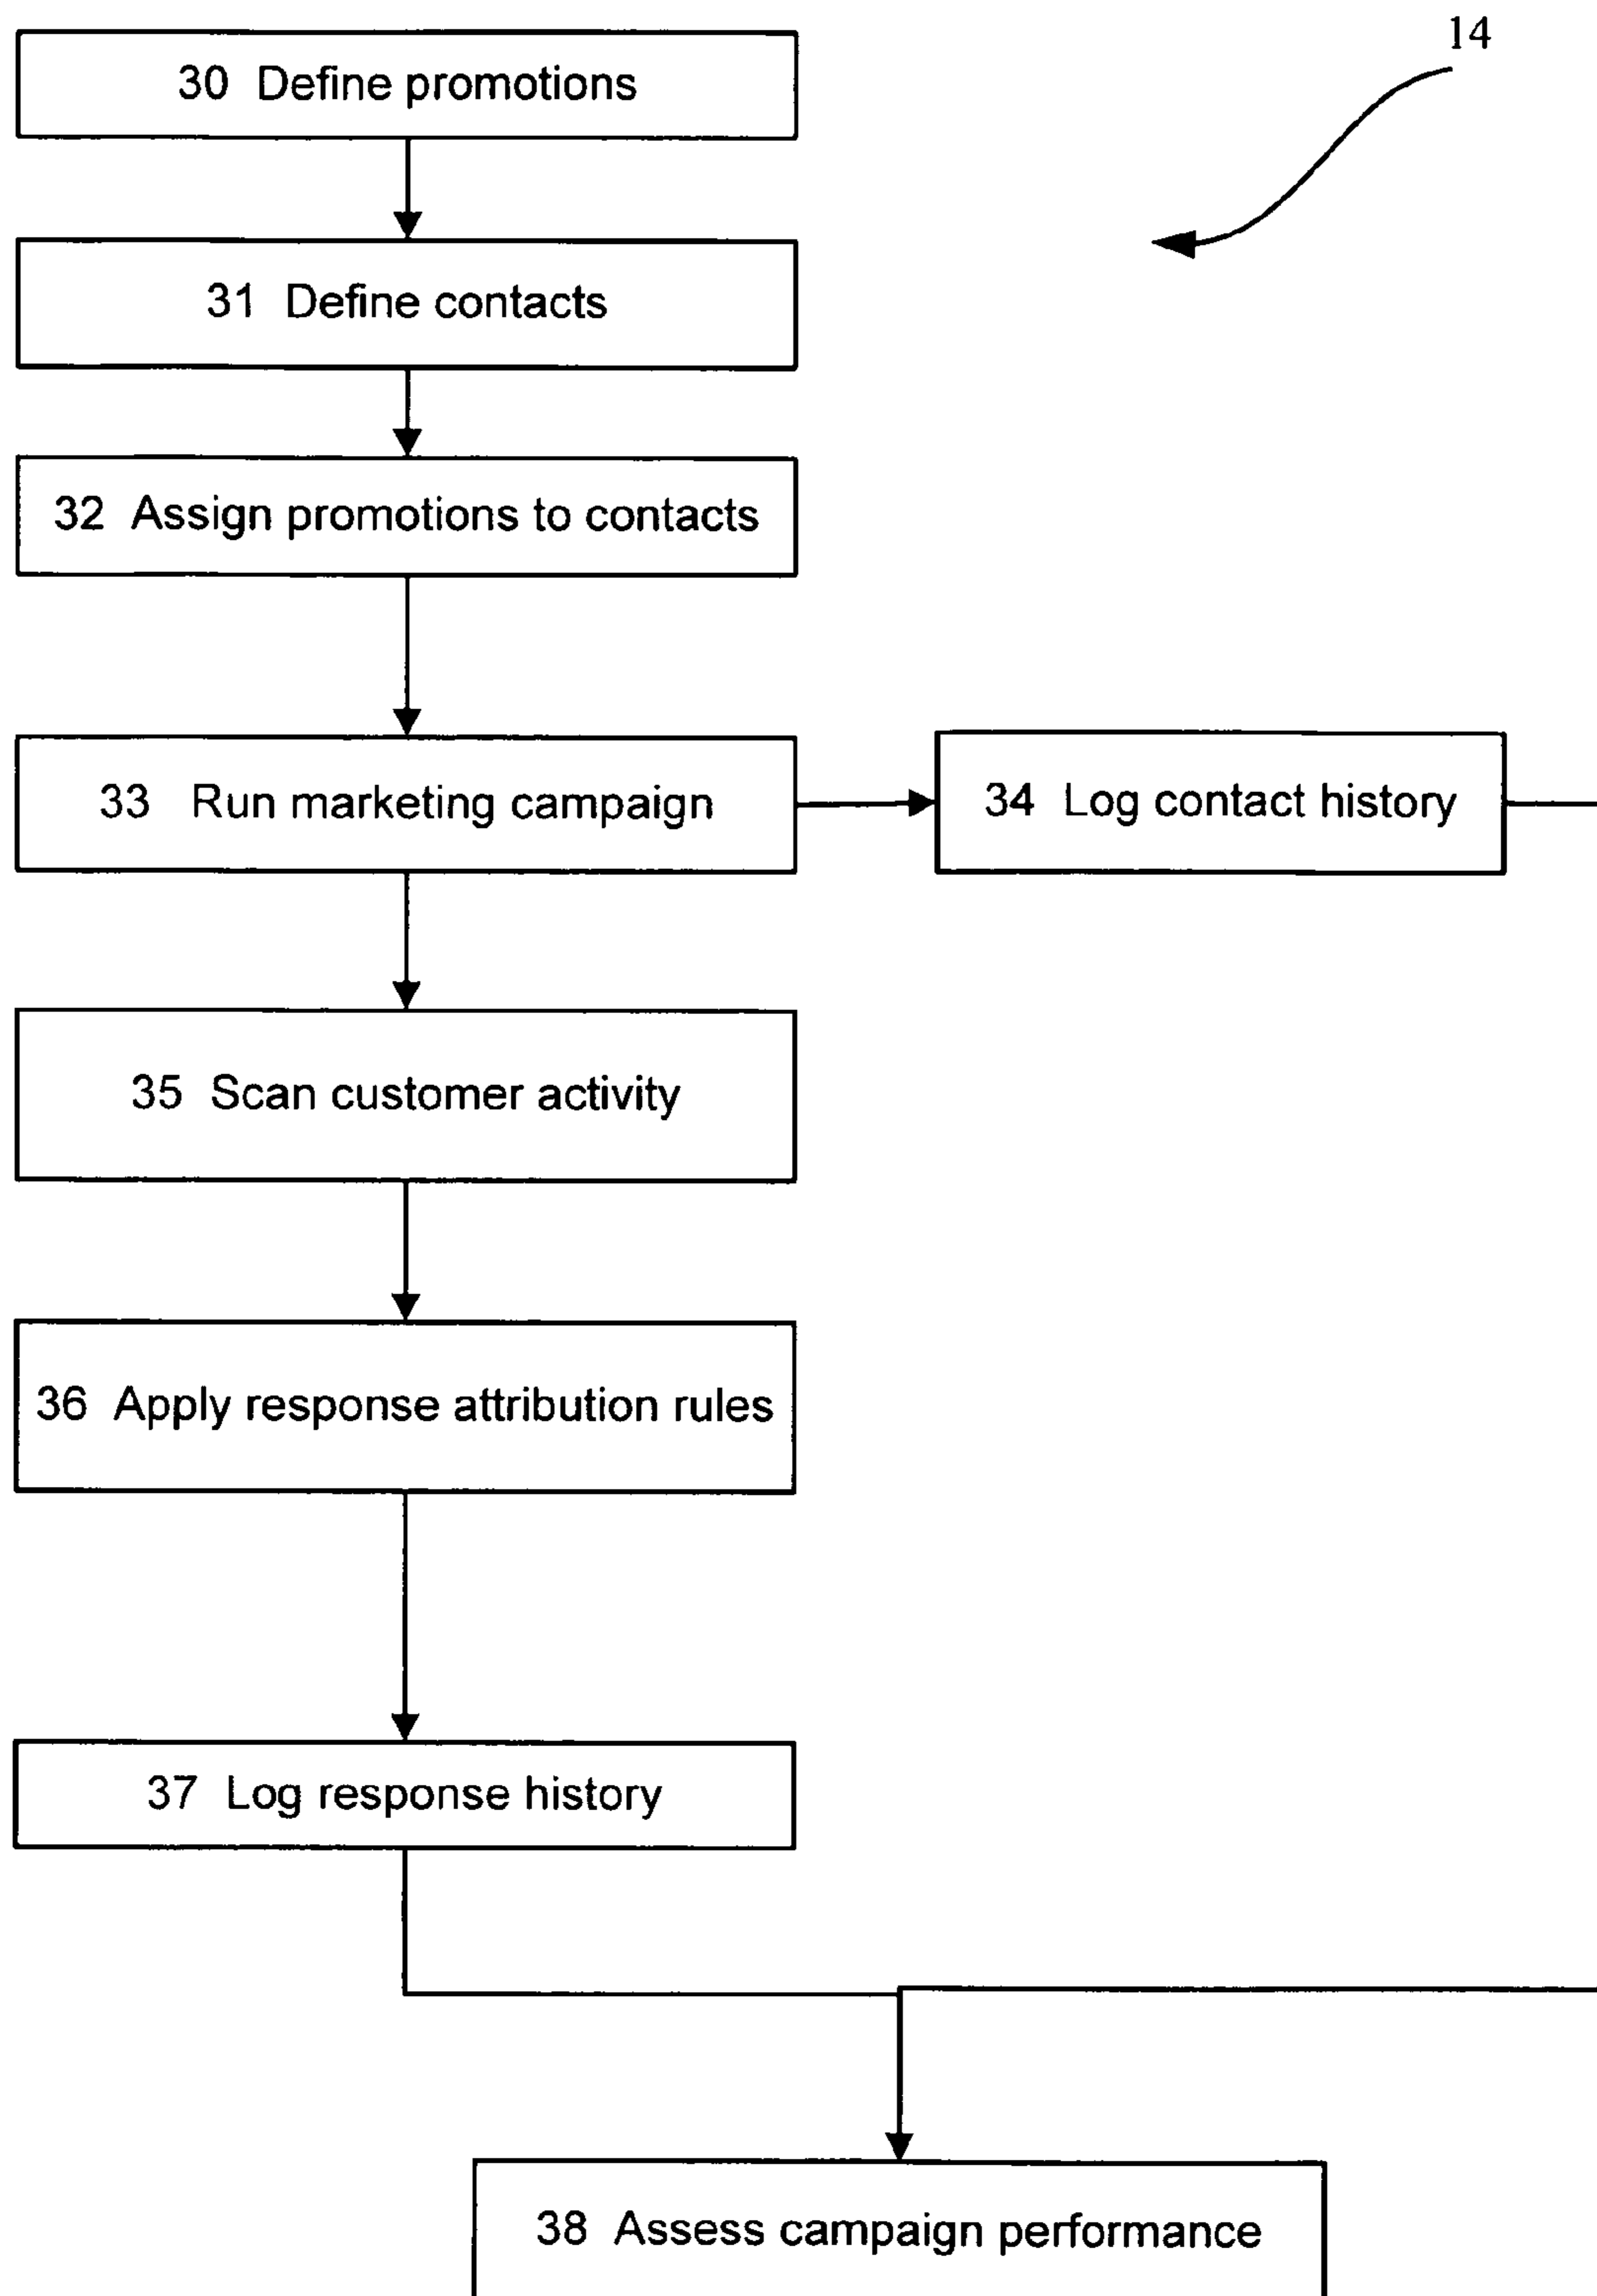 14
30 Define promotions
31 Define contacts
32 Assign promotions to contacts
33 Run marketing campaign
34 Log contact history
35 Scan customer activity
36 Apply response attribution rules
37 Log response history
38 Assess campaign performance